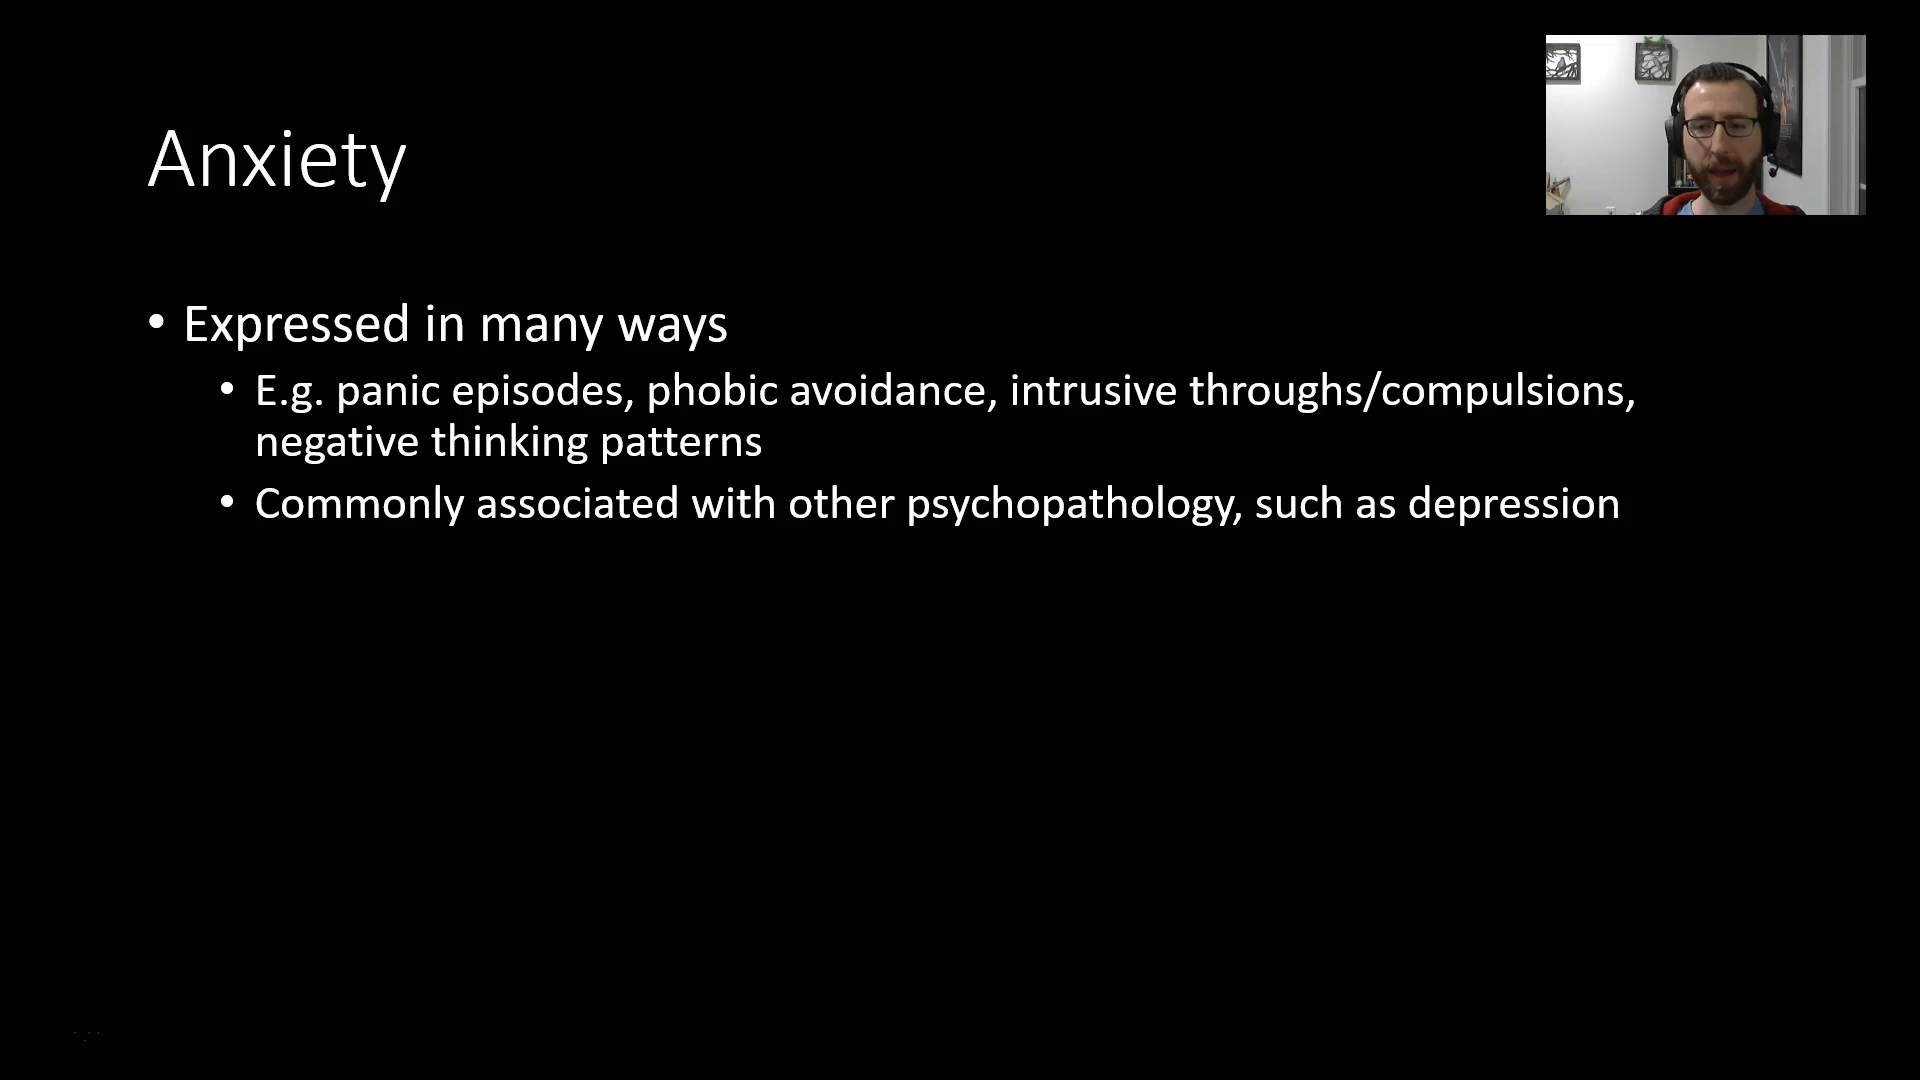 Anxiety
• Expressed in many ways
• E.g. panic episodes, phobic avoidance, intrusive throughs/compulsions,
negative thinking patterns
• Commonly associated with other psychopathology, such as depression